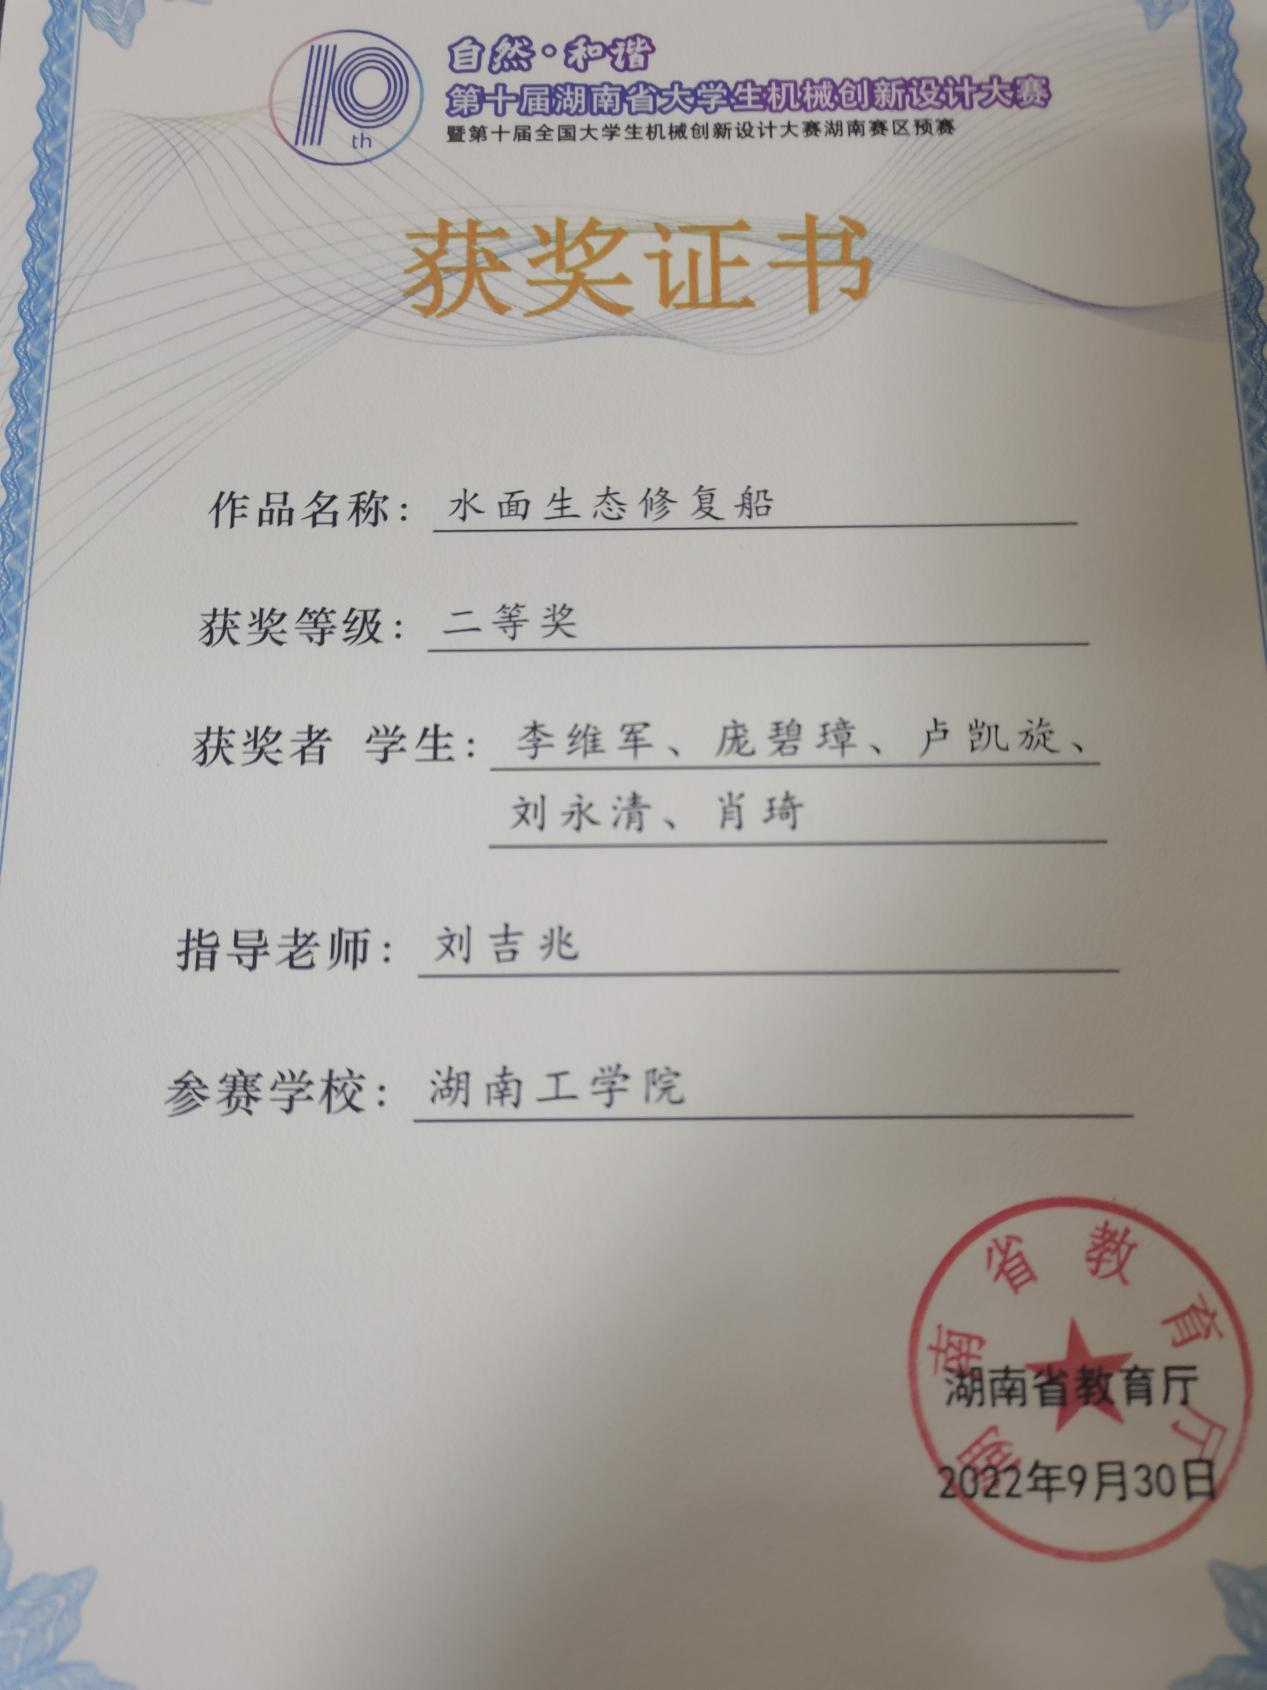 10th
自然·和谐
第十届湖南省大学生机械创新设计大赛
暨第十届全国大学生机械创新设计大赛湖南赛区预赛
获奖证书
作品名称：水面生态修复船
获奖等级：二等奖
获奖者 学生：李维军、庞碧璋、卢凯旋、
刘永清、肖琦
指导老师：刘吉兆
参赛学校：湖南工学院
湖南省教育厅
湖南省教育厅
2022年9月30日